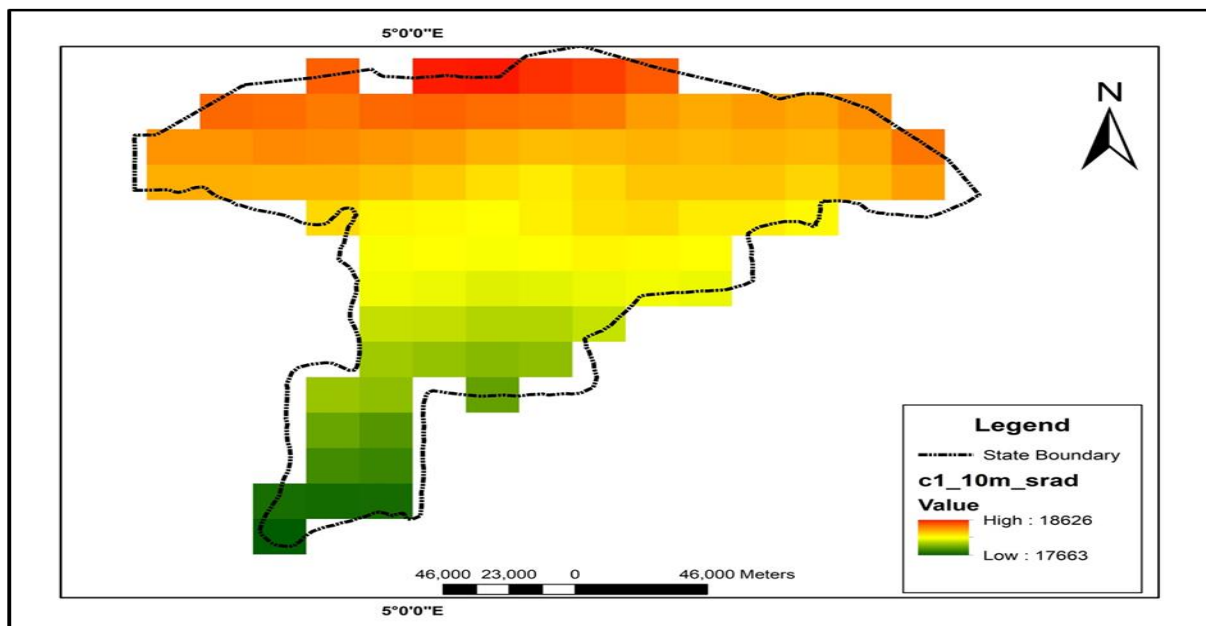 5°0'0"E
N
Legend
State Boundary
c1_10m_srad
Value
High : 18626
Low : 17663
46,000 23,000 0 46,000 Meters
5°0'0"E